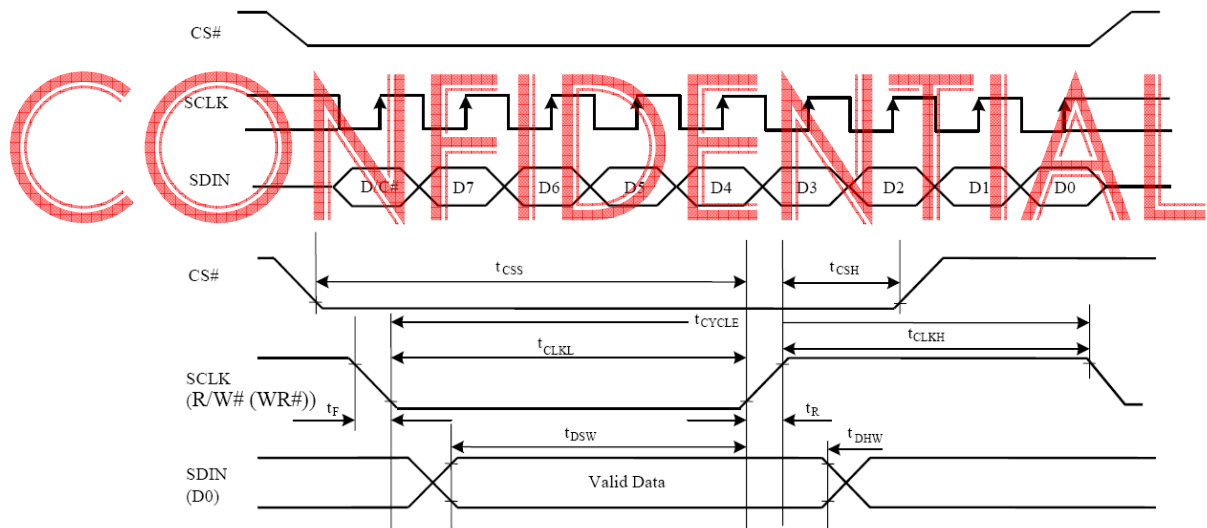 CS#
CONFIDENTIAL
SCLK
SDIN D/C# D7 D6 D5 D4 D3 D2 D1 D0
CS# tCSS tCSH
tCYCLE
tCLKL tCLKH
SCLK
(R/W# (WR#))
tF tR
tDSW tDHW
SDIN
(D0)
Valid Data